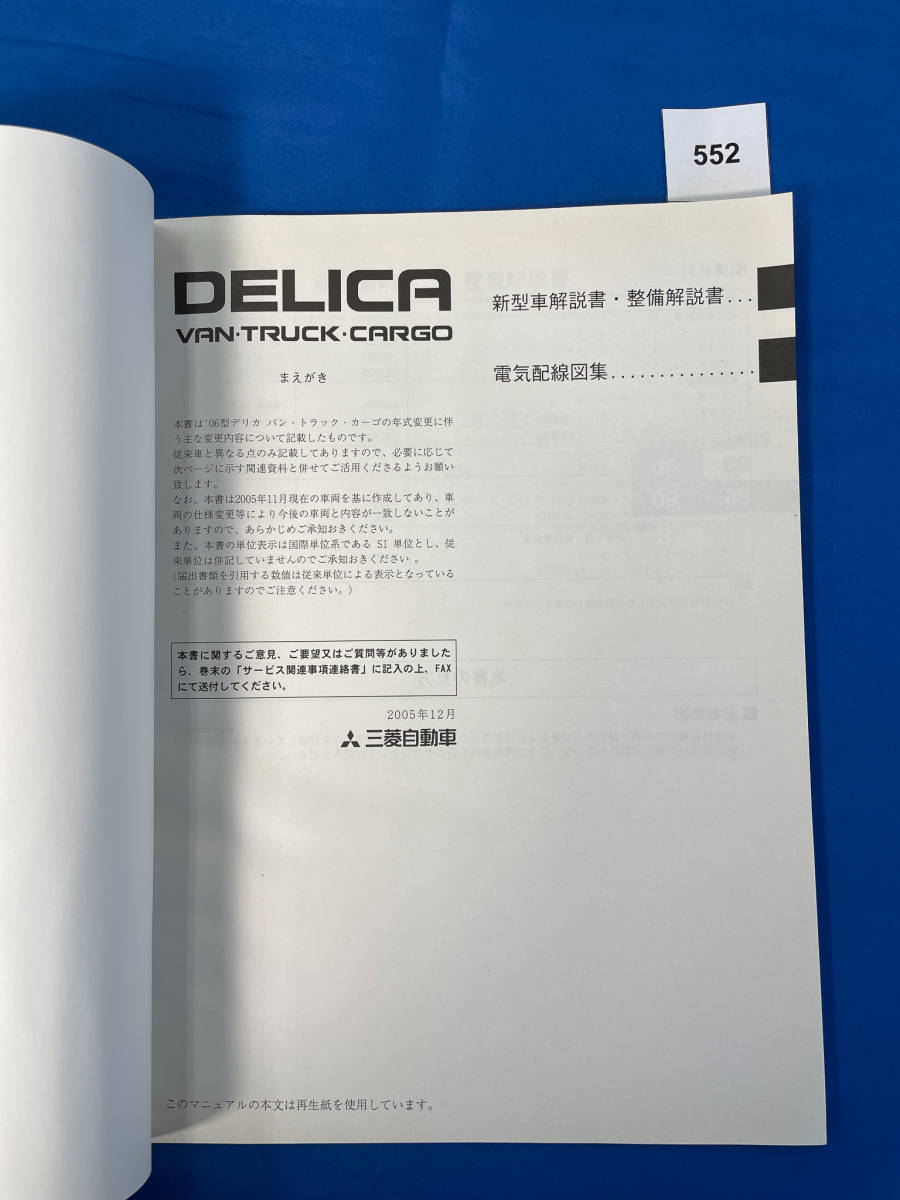 552
DELICA
VAN·TRUCK·CARGO
まえがき
本書は'06型デリカ バン・トラック・カーゴの年式変更に伴
う主な変更内容について記載したものです。
従来車と異なる点のみ記載してありますので、必要に応じて
次ページに示す関連資料と併せてご活用くださるようお願い
致します。
なお、本書は2005年11月現在の車両を基に作成してあり、車
両の仕様変更等により今後の車両と内容が一致しないことが
ありますので、あらかじめご承知おきください。
また、本書の単位表示は国際単位系である SI 単位とし、従
来単位は併記していませんのでご承知おきください 。
(届出書類を引用する数値は従来単位による表示となっている
ことがありますのでご注意ください。)
本書に関するご意見、ご要望又はご質問等がありました
ら、巻末の「サービス関連事項連絡書」に記入の上、FAX
にて送付してください。
2005年12月
三菱自動車
新型車解説書・整備解説書...
電気配線図集...............
このマニュアルの本文は再生紙を使用しています。